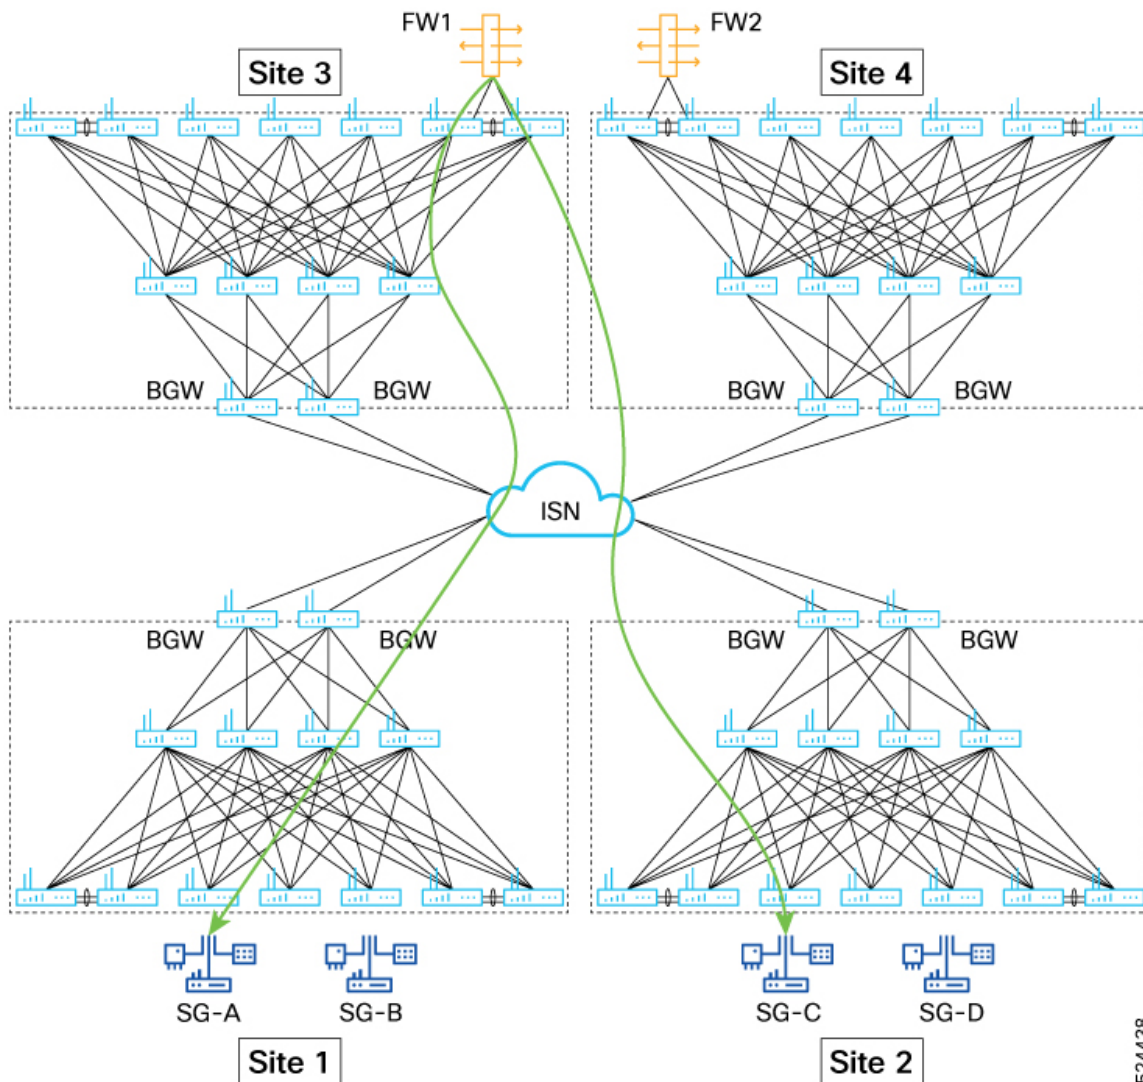 FW1
FW2
Site 3
Site 4
BGW
BGW
BGW
BGW
ISN
BGW
BGW
BGW
BGW
SG-A
SG-B
SG-C
SG-D
Site 1
Site 2